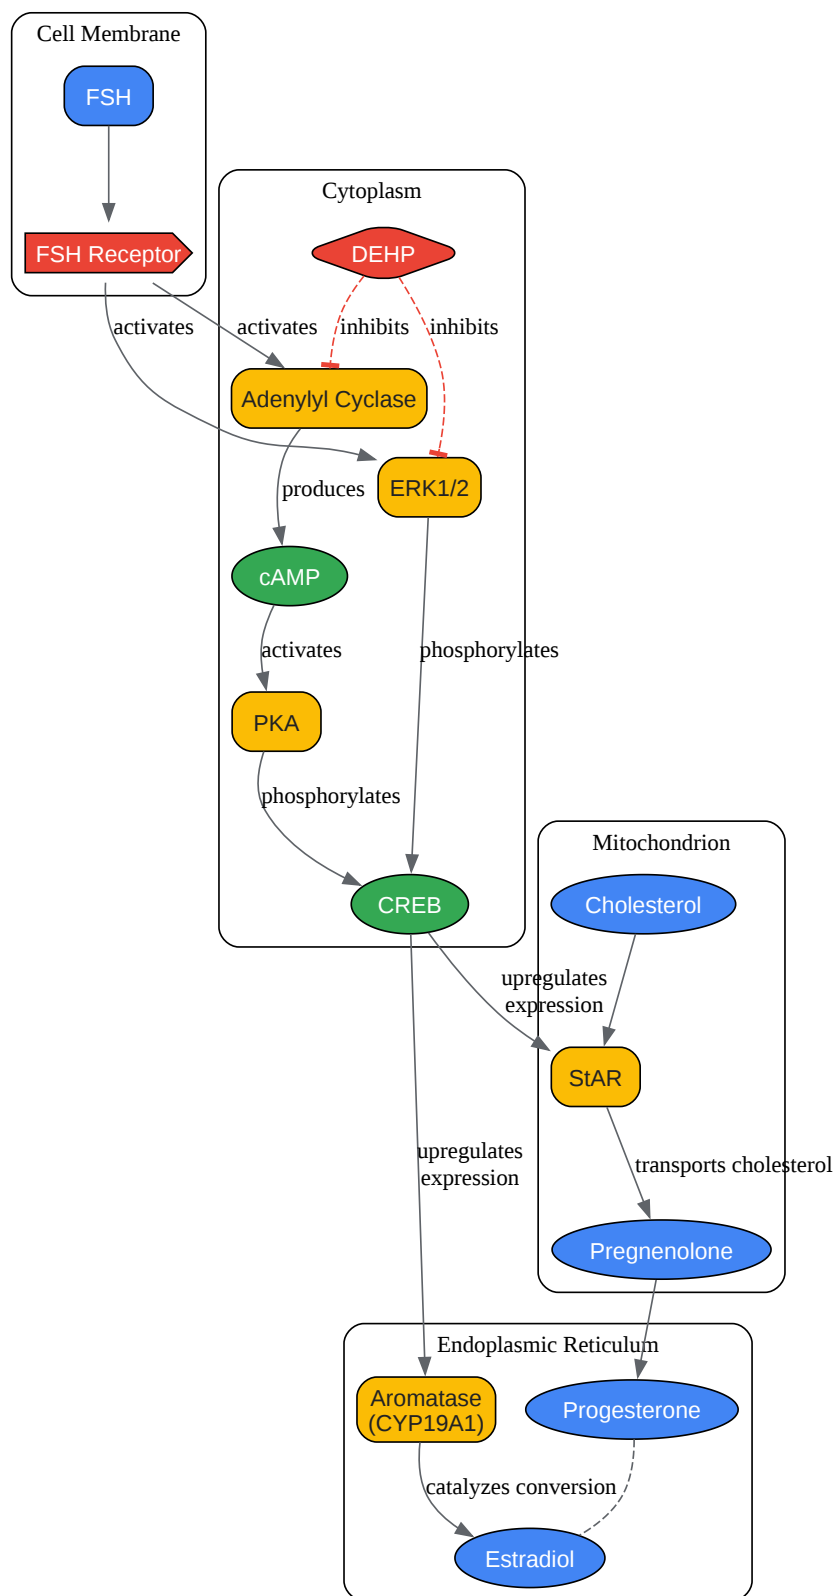 Cell Membrane
FSH
FSH Receptor
Cytoplasm
DEHP
activates
activates
inhibits
inhibits
Adenylyl Cyclase
ERK1/2
produces
cAMP
activates
phosphorylates
PKA
phosphorylates
CREB
Mitochondrion
Cholesterol
upregulates
expression
StAR
upregulates
expression
transports cholesterol
Pregnenolone
Endoplasmic Reticulum
Aromatase
(CYP19A1)
Progesterone
catalyzes conversion
Estradiol